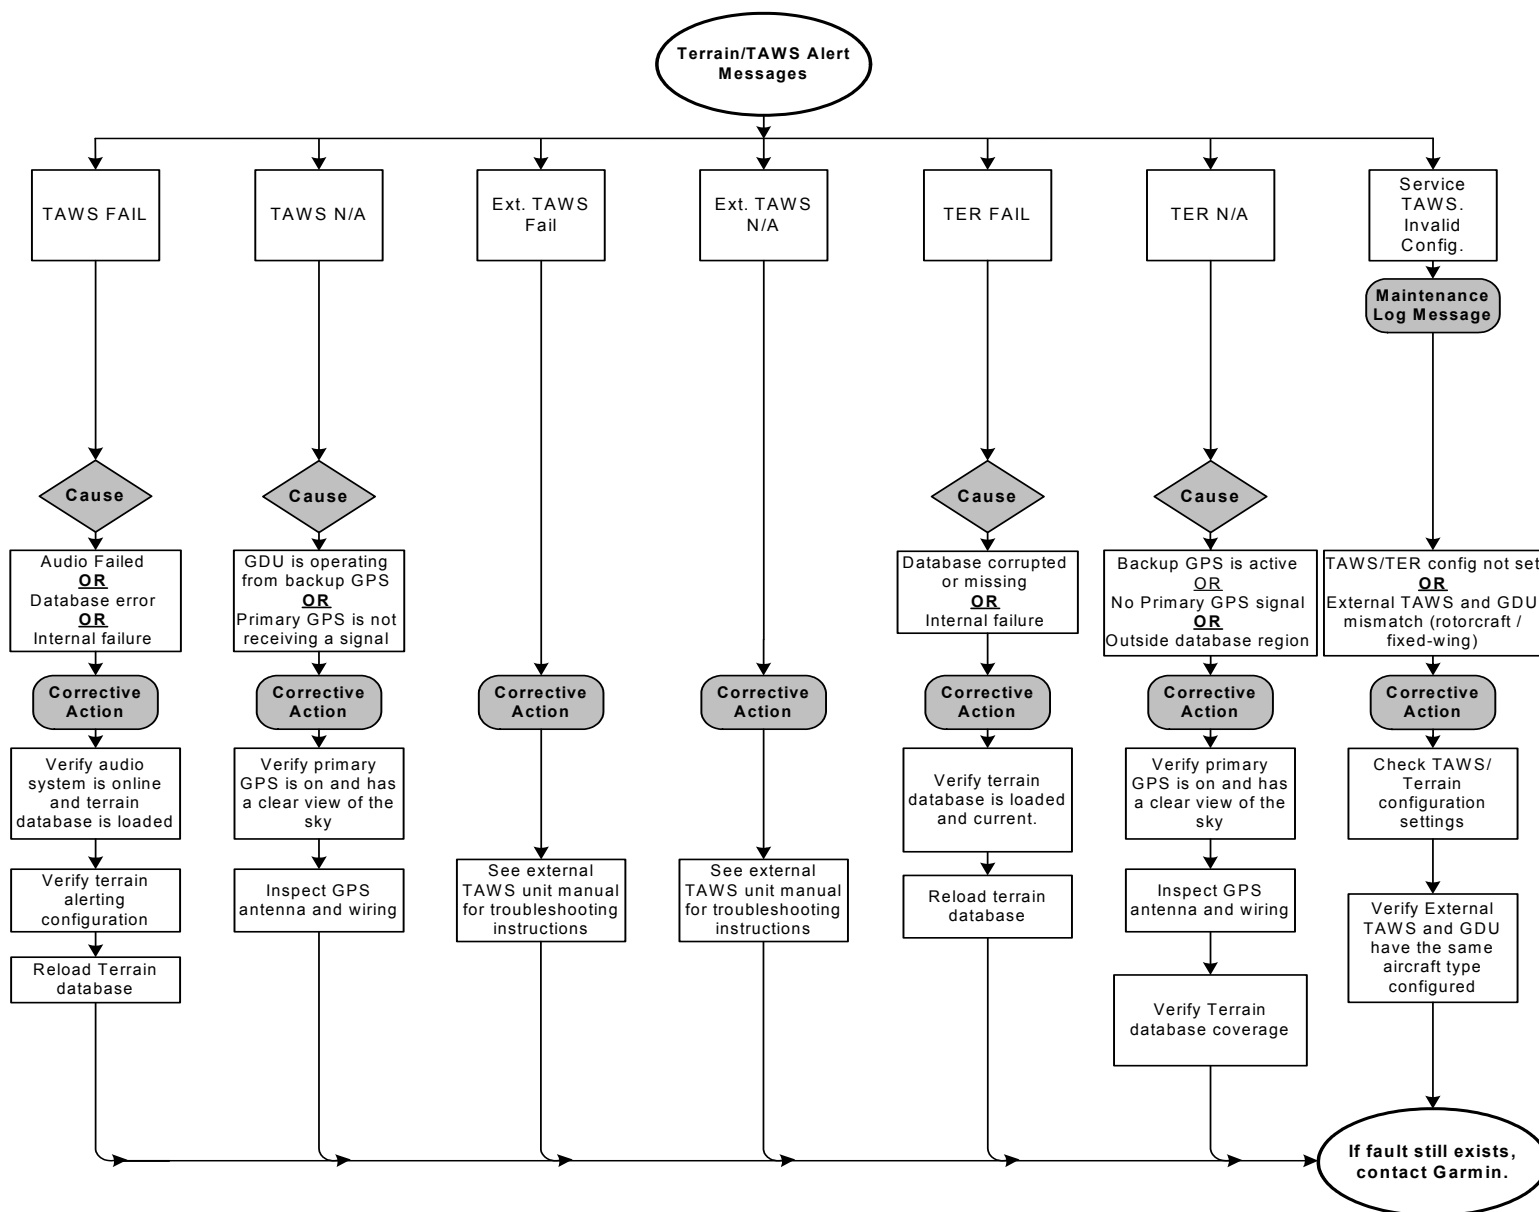 Terrain/TAWS Alert
Messages
TAWS FAIL
TAWS N/A
Ext. TAWS
Fail
Ext. TAWS
N/A
TER FAIL
TER N/A
Service
TAWS.
Invalid
Config.
Maintenance
Log Message
Cause
Cause
Cause
Cause
Audio Failed
OR
Database error
OR
Internal failure
GDU is operating
from backup GPS
OR
Primary GPS is not
receiving a signal
Database corrupted
or missing
OR
Internal failure
Backup GPS is active
OR
No Primary GPS signal
OR
Outside database region
TAWS/TER config not set
OR
External TAWS and GDU
mismatch (rotorcraft /
fixed-wing)
Corrective
Action
Corrective
Action
Corrective
Action
Corrective
Action
Corrective
Action
Corrective
Action
Corrective
Action
Verify audio
system is online
and terrain
database is loaded
Verify primary
GPS is on and has
a clear view of the
sky
Verify terrain
database is loaded
and current.
Verify primary
GPS is on and has
a clear view of the
sky
Check TAWS/
Terrain
configuration
settings
Verify terrain
alerting
configuration
Inspect GPS
antenna and wiring
See external
TAWS unit manual
for troubleshooting
instructions
See external
TAWS unit manual
for troubleshooting
instructions
Reload terrain
database
Inspect GPS
antenna and wiring
Verify External
TAWS and GDU
have the same
aircraft type
configured
Reload Terrain
database
Verify Terrain
database coverage
If fault still exists,
contact Garmin.